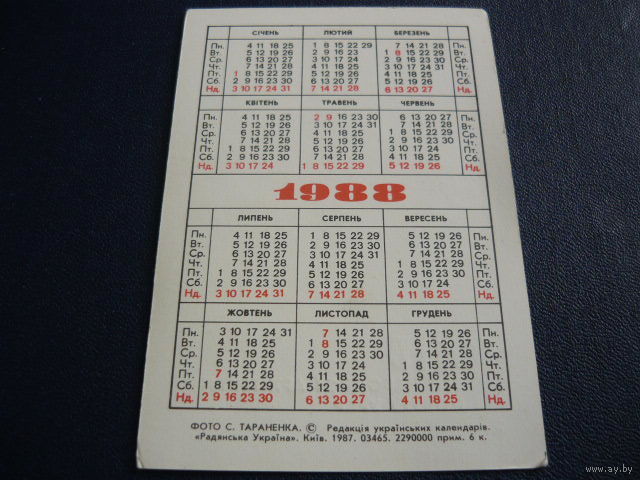 СІЧЕНЬ ЛЮТИЙ БЕРЕЗЕНЬ
Пн. 4 11 18 25 1 8 15 22 29 7 14 21 28 Пн.
Вт. 5 12 19 26 2 9 16 23 1 8 15 22 29 Вт.
Ср. 6 13 20 27 3 10 17 24 2 9 16 23 30 Ср.
Чт. 7 14 21 28 4 11 18 25 3 10 17 24 31 Чт.
Пт. 1 8 15 22 29 5 12 19 26 4 11 18 25 Пт.
Сб. 2 9 16 23 30 6 13 20 27 5 12 19 26 Сб.
Нд. 3 10 17 24 31 7 14 21 28 6 13 20 27 Нд.
КВІТЕНЬ ТРАВЕНЬ ЧЕРВЕНЬ
Пн. 4 11 18 25 2 9 16 23 30 6 13 20 27 Пн.
Вт. 5 12 19 26 3 10 17 24 31 7 14 21 28 Вт.
Ср. 6 13 20 27 4 11 18 25 1 8 15 22 29 Ср.
Чт. 7 14 21 28 5 12 19 26 2 9 16 23 30 Чт.
Пт. 1 8 15 22 29 6 13 20 27 3 10 17 24 Пт.
Сб. 2 9 16 23 30 7 14 21 28 4 11 18 25 Сб.
Нд. 3 10 17 24 1 8 15 22 29 5 12 19 26 Нд.
1988
ЛИПЕНЬ СЕРПЕНЬ ВЕРЕСЕНЬ
Пн. 4 11 18 25 1 8 15 22 29 5 12 19 26 Пн.
Вт. 5 12 19 26 2 9 16 23 30 6 13 20 27 Вт.
Ср. 6 13 20 27 3 10 17 24 31 7 14 21 28 Ср.
Чт. 7 14 21 28 4 11 18 25 1 8 15 22 29 Чт.
Пт. 1 8 15 22 29 5 12 19 26 2 9 16 23 30 Пт.
Сб. 2 9 16 23 30 6 13 20 27 3 10 17 24 Сб.
Нд. 3 10 17 24 31 7 14 21 28 4 11 18 25 Нд.
ЖОВТЕНЬ ЛИСТОПАД ГРУДЕНЬ
Пн. 3 10 17 24 31 7 14 21 28 5 12 19 26 Пн.
Вт. 4 11 18 25 1 8 15 22 29 6 13 20 27 Вт.
Ср. 5 12 19 26 2 9 16 23 30 7 14 21 28 Ср.
Чт. 6 13 20 27 3 10 17 24 1 8 15 22 29 Чт.
Пт. 7 14 21 28 4 11 18 25 2 9 16 23 30 Пт.
Сб. 1 8 15 22 29 5 12 19 26 3 10 17 24 31 Сб.
Нд. 2 9 16 23 30 6 13 20 27 4 11 18 25 Нд.
ФОТО С. ТАРАНЕНКА. © Редакція українських календарів.
«Радянська Україна». Київ. 1987. 03465. 2290000 прим. 6 к.
www.ay.by